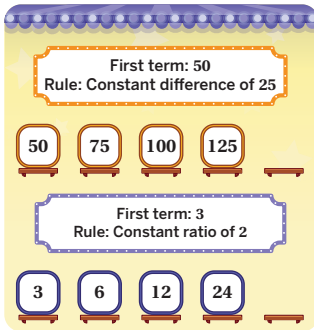 First term: 50
Rule: Constant difference of 25
50 75 100 125
First term: 3
Rule: Constant ratio of 2
3 6 12 24